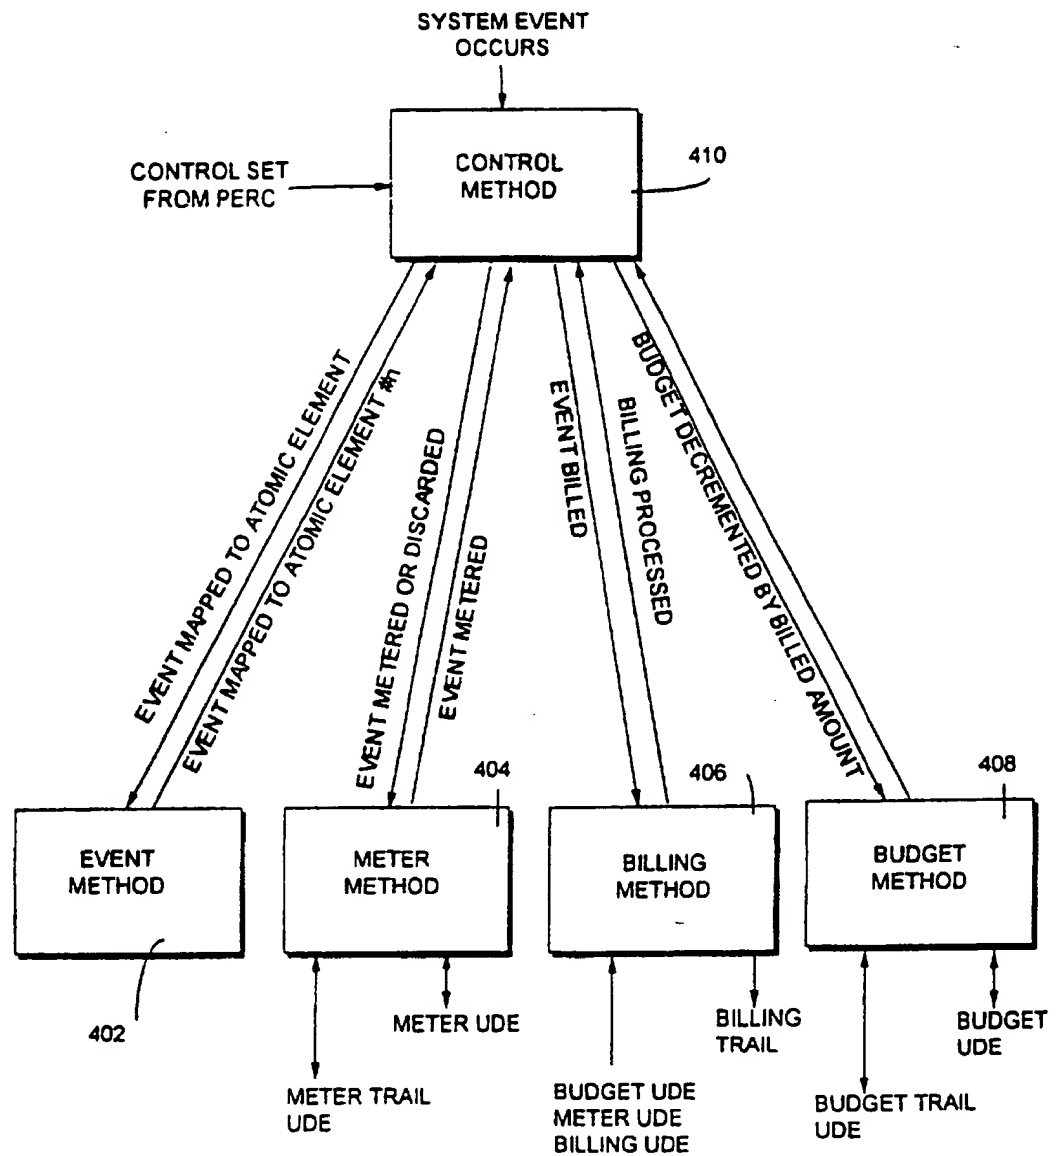 SYSTEM EVENT
OCCURS
CONTROL
METHOD
410
CONTROL SET
FROM PERC
EVENT MAPPED TO ATOMIC ELEMENT
EVENT MAPPED TO ATOMIC ELEMENT #n
EVENT METERED OR DISCARDED
EVENT METERED
EVENT BILLED
BILLING PROCESSED
BUDGET DECREMENTED BY BILLED AMOUNT
404
406
408
EVENT
METHOD
METER
METHOD
BILLING
METHOD
BUDGET
METHOD
402
METER UDE
BILLING
TRAIL
BUDGET
UDE
METER TRAIL
UDE
BUDGET UDE
METER UDE
BILLING UDE
BUDGET TRAIL
UDE